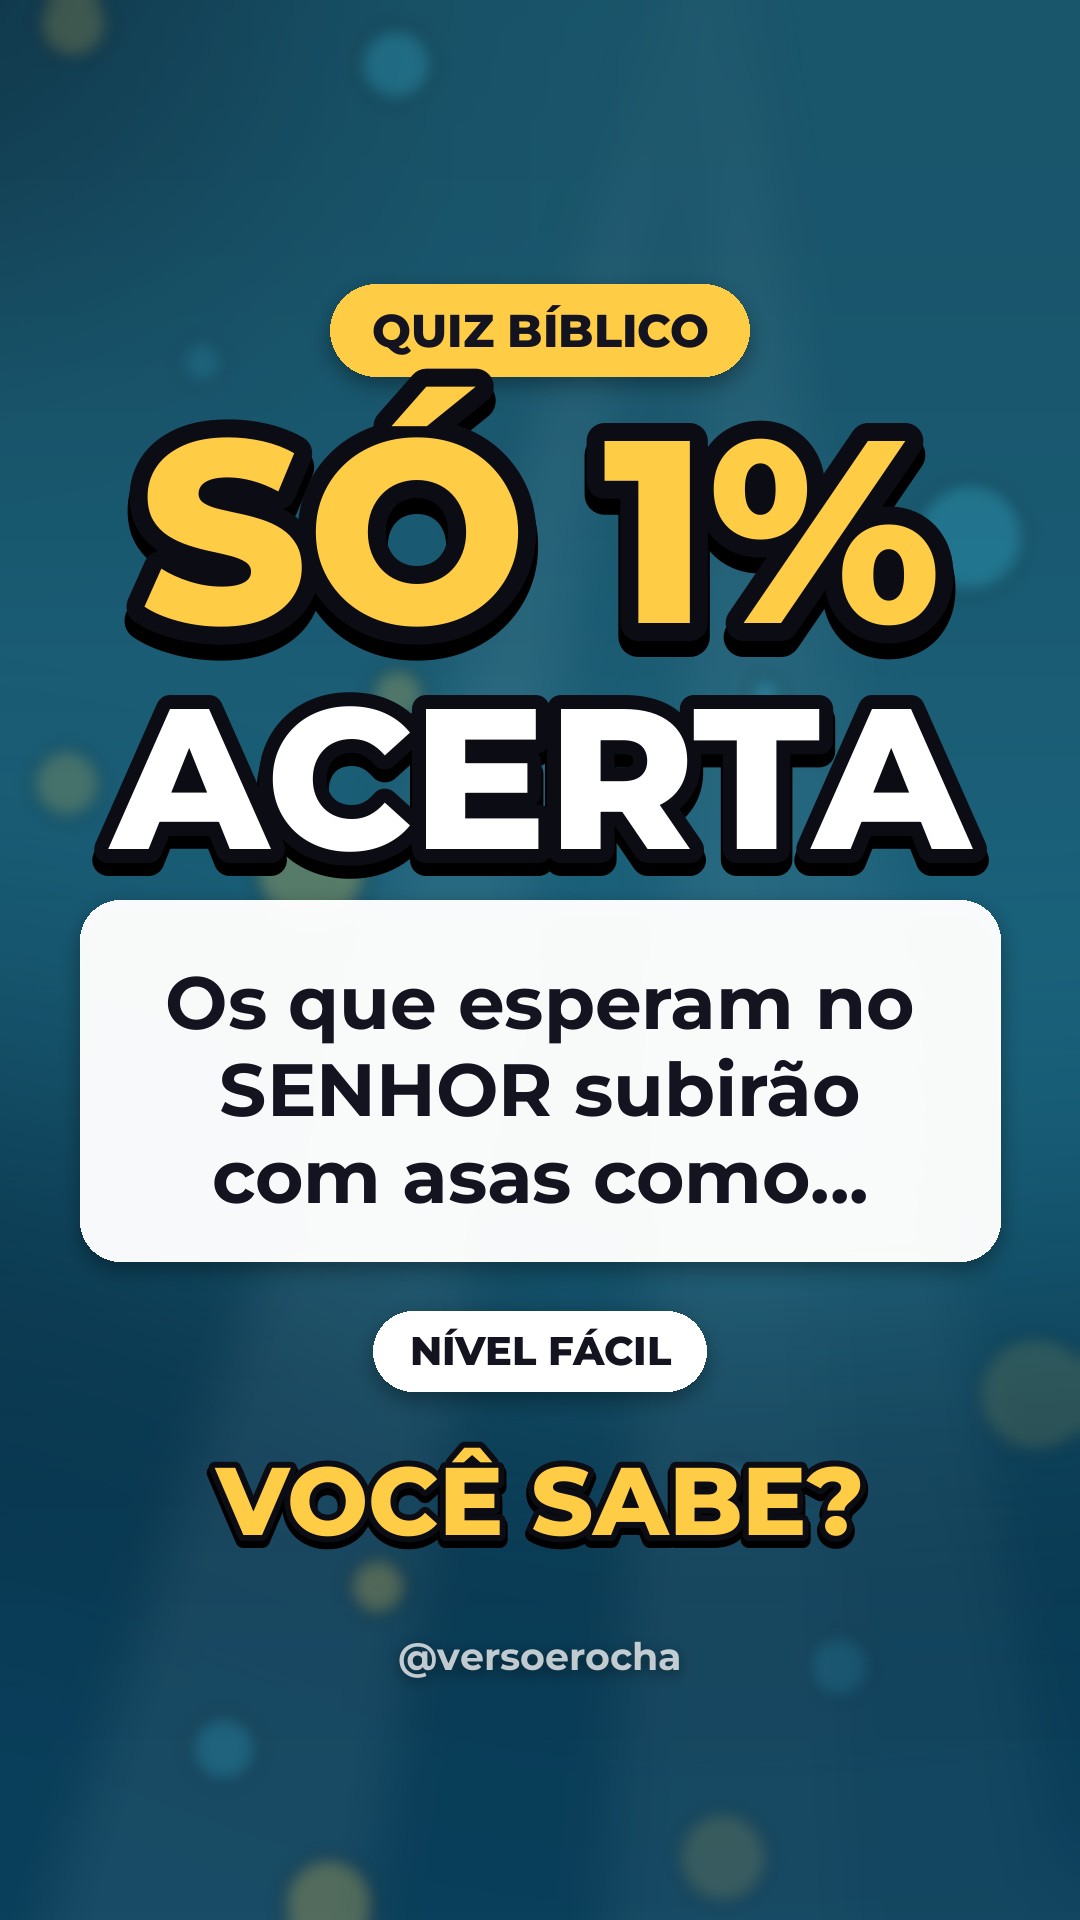 QUIZ BÍBLICO
SÓ 1%
ACERTA
Os que esperam no
SENHOR subirão
com asas como...
NÍVEL FÁCIL
VOCÊ SABE?
@versoerocha